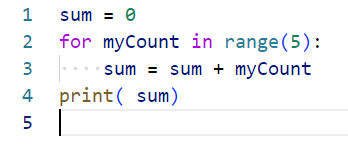 1 sum = 0
2 for myCount in range(5):
3     sum = sum + myCount
4 print( sum)
5